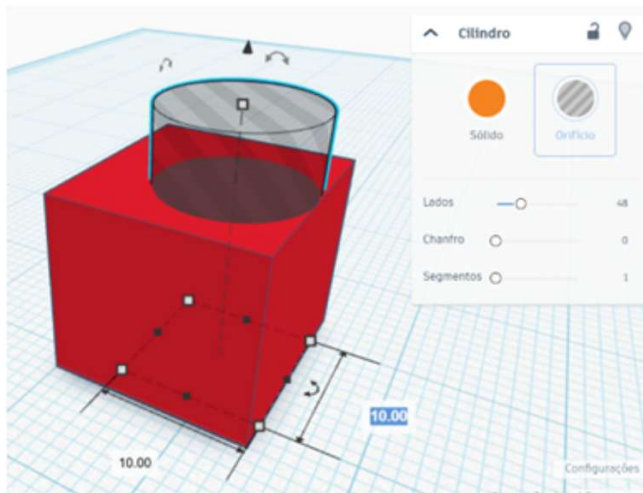 Cilindro
Sólido
Orifício
Lados 48
Chanfro 0
Segmentos 1
10.00
10.00
Configurações